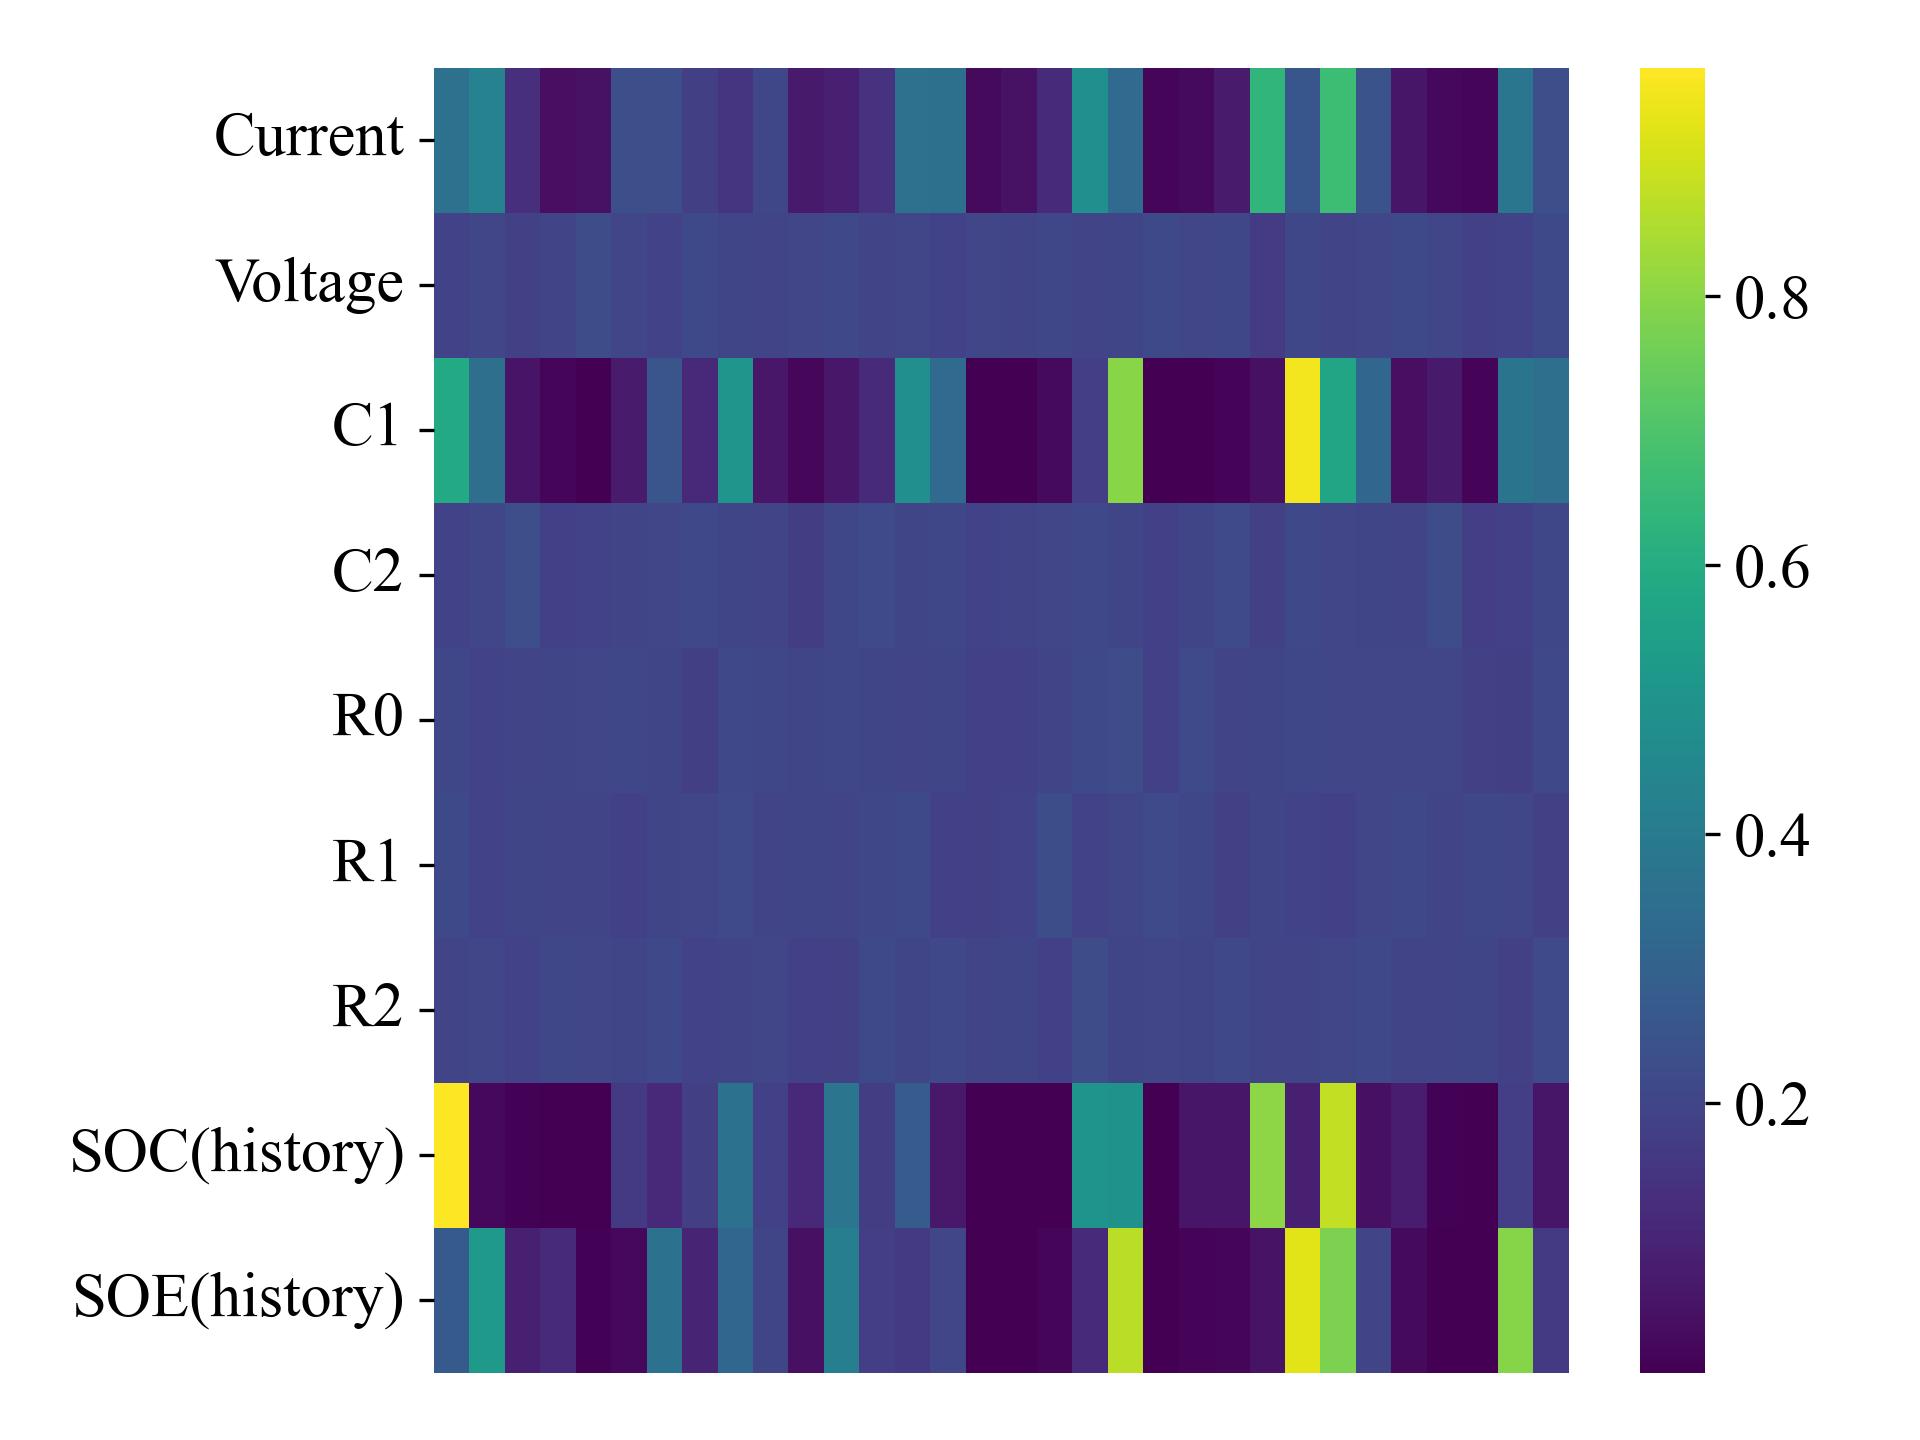 Current
Voltage
C1
C2
R0
R1
R2
SOC(history)
SOE(history)
0.8
0.6
0.4
0.2